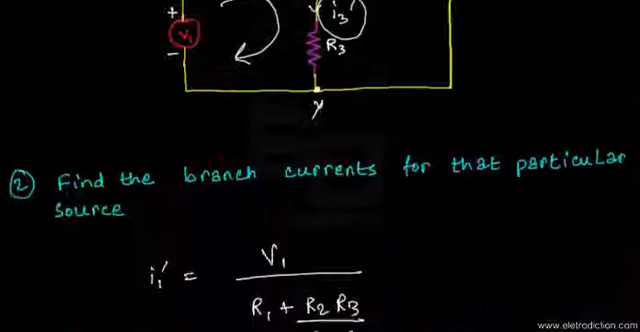 +
i₃'
V₁
R₃
−
y
② Find the branch currents for that particular
source
i₁' = V₁
R₁ + R₂ R₃
www.eletrodiction.com